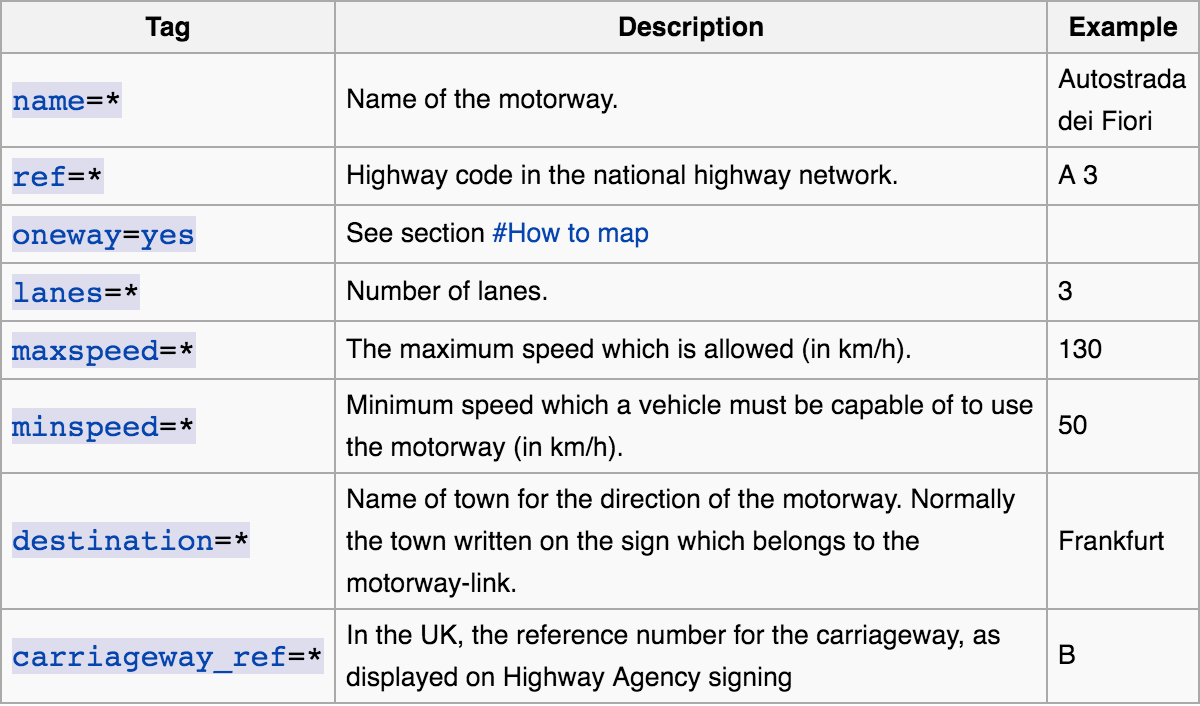 Tag Description Example
name=* Name of the motorway. Autostrada
dei Fiori
ref=* Highway code in the national highway network. A 3
oneway=yes See section #How to map
lanes=* Number of lanes. 3
maxspeed=* The maximum speed which is allowed (in km/h). 130
minspeed=* Minimum speed which a vehicle must be capable of to use
the motorway (in km/h). 50
destination=* Name of town for the direction of the motorway. Normally
the town written on the sign which belongs to the
motorway-link. Frankfurt
carriageway_ref=* In the UK, the reference number for the carriageway, as
displayed on Highway Agency signing B